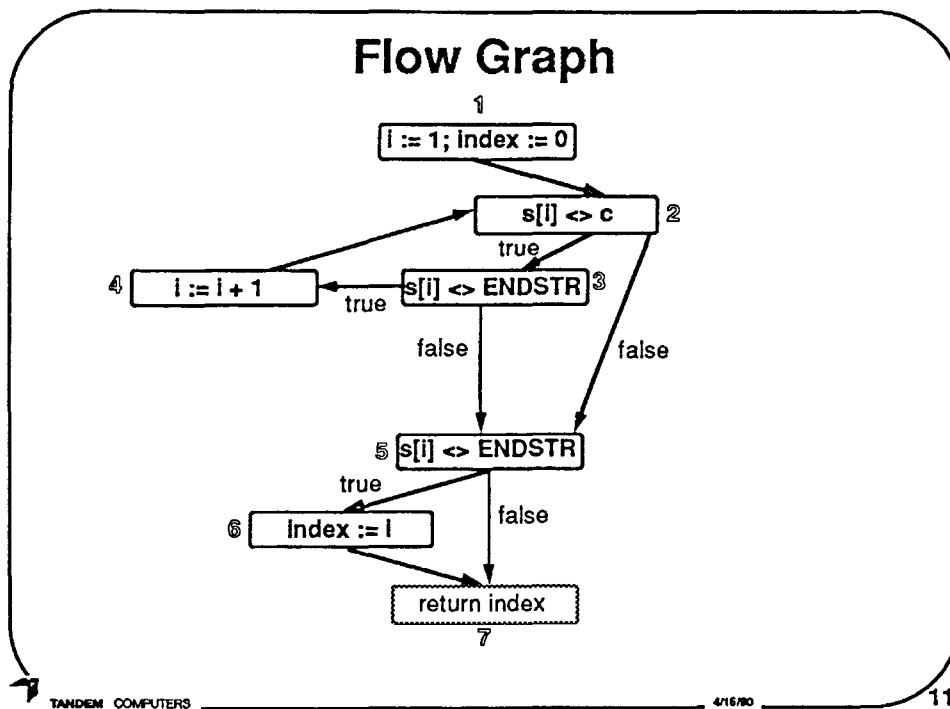 Flow Graph
1
i := 1; index := 0
s[i] <> c 2
true
4 i := i + 1
true
s[i] <> ENDSTR 3
false
false
5 s[i] <> ENDSTR
true
6 index := i
false
return index
7
TANDEM COMPUTERS 4/16/90 11